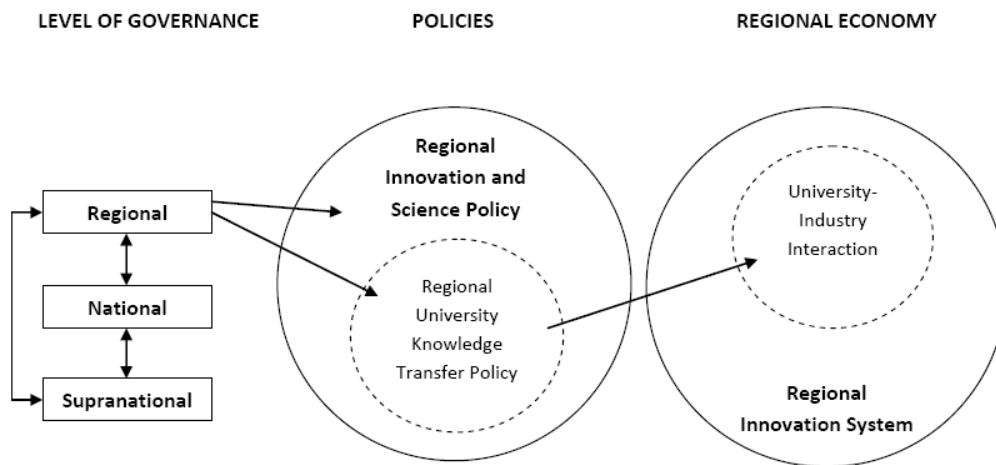 LEVEL OF GOVERNANCE
POLICIES
REGIONAL ECONOMY
Regional
National
Supranational
Regional
Innovation and
Science Policy
Regional
University
Knowledge
Transfer Policy
University-
Industry
Interaction
Regional
Innovation System